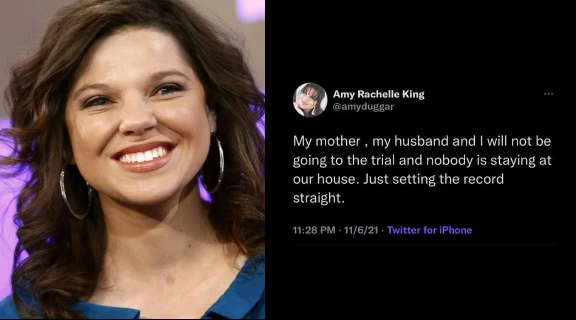 Amy Rachelle King
@amyduggar
My mother , my husband and I will not be
going to the trial and nobody is staying at
our house. Just setting the record
straight.
11:28 PM · 11/6/21 · Twitter for iPhone